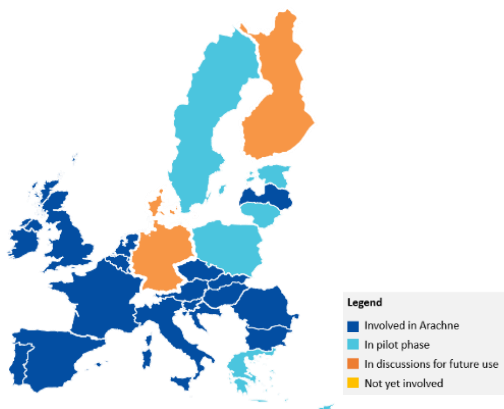 Legend
Involved in Arachne
In pilot phase
In discussions for future use
Not yet involved